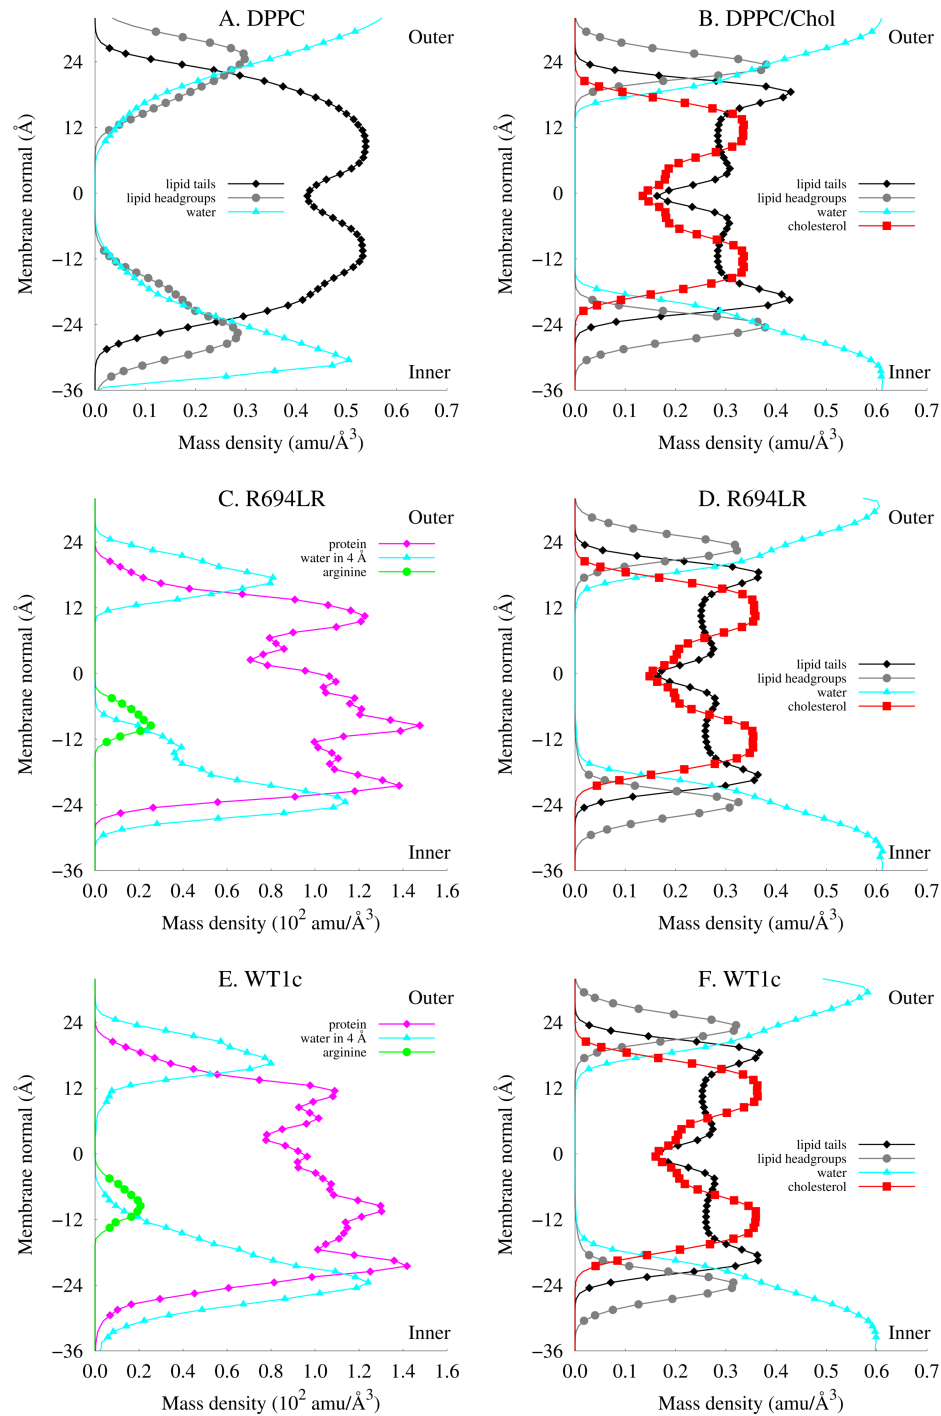 A. DPPC
Outer
24
12
0
−12
−24
−36
Membrane normal (Å)
lipid tails
lipid headgroups
water
Inner
0.0 0.1 0.2 0.3 0.4 0.5 0.6 0.7
Mass density (amu/Å³)
B. DPPC/Chol
Outer
24
12
0
−12
−24
−36
Membrane normal (Å)
lipid tails
lipid headgroups
water
cholesterol
Inner
0.0 0.1 0.2 0.3 0.4 0.5 0.6 0.7
Mass density (amu/Å³)
C. R694LR
Outer
24
12
0
−12
−24
−36
Membrane normal (Å)
protein
water in 4 Å
arginine
Inner
0.0 0.2 0.4 0.6 0.8 1.0 1.2 1.4 1.6
Mass density (10² amu/Å³)
D. R694LR
Outer
24
12
0
−12
−24
−36
Membrane normal (Å)
lipid tails
lipid headgroups
water
cholesterol
Inner
0.0 0.1 0.2 0.3 0.4 0.5 0.6 0.7
Mass density (amu/Å³)
E. WT1c
Outer
24
12
0
−12
−24
−36
Membrane normal (Å)
protein
water in 4 Å
arginine
Inner
0.0 0.2 0.4 0.6 0.8 1.0 1.2 1.4 1.6
Mass density (10² amu/Å³)
F. WT1c
Outer
24
12
0
−12
−24
−36
Membrane normal (Å)
lipid tails
lipid headgroups
water
cholesterol
Inner
0.0 0.1 0.2 0.3 0.4 0.5 0.6 0.7
Mass density (amu/Å³)